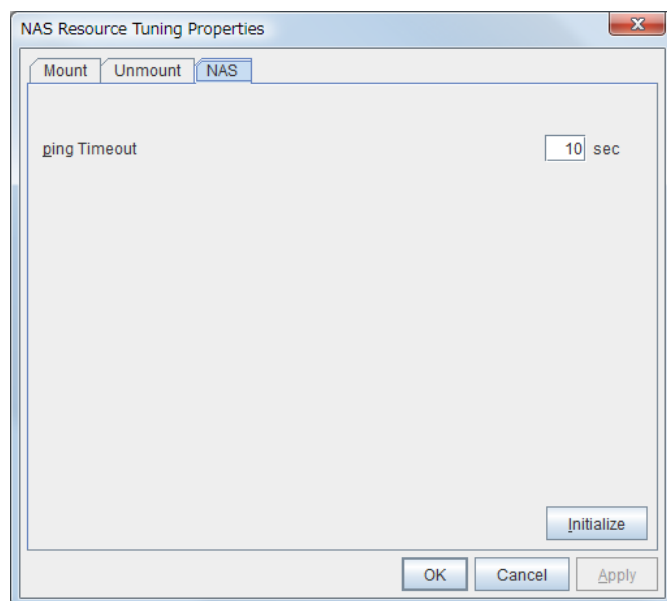 NAS Resource Tuning Properties
Mount Unmount NAS
ping Timeout 10 sec
Initialize
OK Cancel Apply